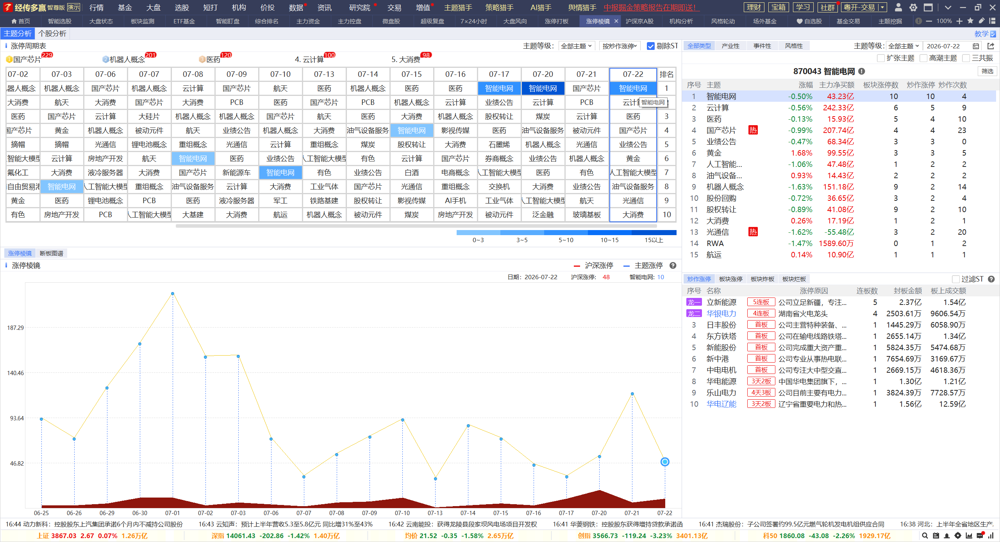 经传多赢 智尊版 演示 行情 基金 大盘 选股 短打 机构 价投 数据 资讯 研究院 交易 增值 主题猎手 策略猎手 AI猎手 舆情猎手 中报掘金策略报告在期即送! 理财 宝箱 学习 社群 粤开-交易
首页 智能选股 大盘状态 板块监测 ETF基金 智能盯盘 综合排名 主力资金 主力控盘 微盘股 超级复盘 7×24小时 大盘风向 涨停打板 涨停棱镜 沪深京A股 机构分析 风格轮动 场外基金 自选股 基金交易 主题挖掘 100%
主题分析 个股分析 教学
涨停周期表 主题等级: 全部主题 按炒作涨停 剔除ST
1 国产芯片 229 2 机器人概念 201 3 医药 120 4. 云计算 100 5. 大消费 98
07-02 07-03 07-06 07-07 07-08 07-09 07-10 07-13 07-14 07-15 07-16 07-17 07-20 07-21 07-22 排名
器人概念 机器人概念 国产芯片 机器人概念 云计算 国产芯片 航天 医药 机器人概念 医药 医药 智能电网 智能电网 国产芯片 智能电网 1
大消费 航天 大消费 国产芯片 大消费 PCB 医药 国产芯片 PCB 机器人概念 云计算 业绩公告 云计算 PCB 云计 智能电网
医药 国产芯片 云计算 大硅片 机器人概念 机器人概念 国产芯片 航天 医药 大消费 机器人概念 股权转让 煤炭 云计算 医药 3
国产芯片 黄金 机器人概念 被动元件 航天 业绩公告 机器人概念 大消费 油气设备服务 智能电网 影视传媒 医药 油气设备服务 被动元件 国产芯片 4
摘帽 摘帽 光通信 锂电池概念 重组概念 光通信 云计算 重组概念 煤炭 股权转让 大消费 石墨烯 机器人概念 光通信 业绩公告 5
智能大模型 云计算 房地产开发 航天 智能电网 医药 业绩公告 人工智能大模型 有色 云计算 国产芯片 券商概念 业绩公告 机器人概念 黄金 6
氟化工 大消费 液冷服务器 大消费 国产芯片 新能源车 智能电网 有色 业绩公告 白酒 电商概念 人工智能大模型 医药 有色 人工智能大模型 7
自由贸易港 智能电网 人工智能大模型 重组概念 油气设备服务 云计算 大消费 工业气体 国产芯片 光通信 重组概念 交换机 大消费 业绩公告 油气设备服务 8
黄金 医药 锂电池概念 PCB 医药 液冷服务器 军工 铁路基建 股权转让 影视传媒 AI手机 工业气体 人工智能大模型 航天 光通信 9
有色 房地产开发 PCB 人工智能大模型 大基建 大消费 航运 机器人概念 被动元件 煤炭 房地产开发 被动元件 泛金融 玻璃基板 大消费 10
0~3 3~5 5~10 10~15 15以上
涨停棱镜 断板图谱
涨停棱镜 沪深涨停 主题涨停
日期: 2026-07-22 沪深涨停: 48 智能电网: 10
187.29
140.46
93.64
46.82
06-25 06-26 06-29 06-30 07-01 07-02 07-03 07-06 07-07 07-08 07-09 07-10 07-13 07-14 07-15 07-16 07-17 07-20 07-21 07-22
全部类型 产业性 事件性 风格性 主题等级: 全部主题 2026-07-22
扩张主题 高潮主题 三共振
870043 智能电网 筛选
序号 主题 涨幅 主力净买额 板块涨停数 炒作涨停 炒作次数
1 智能电网 -0.50% 43.23亿 10 10 4
2 云计算 -0.56% 242.33亿 6 5 9
3 医药 -0.13% 15.93亿 5 4 10
4 国产芯片 热 -0.99% 207.74亿 4 4 23
5 业绩公告 -0.47% 68.34亿 3 3 0
6 黄金 1.68% 99.55亿 3 3 5
7 人工智能... -1.06% 47.48亿 1 2 2
8 油气设备... 0.93% 14.43亿 2 2 2
9 机器人概念 -1.63% 151.18亿 9 2 14
10 股份回购 -0.72% 36.65亿 3 2 4
11 股权转让 -0.89% 41.08亿 9 2 10
12 大消费 0.26% 17.19亿 1 2 1
13 光通信 热 -1.62% -55.48亿 3 2 20
14 RWA -1.47% 1589.60万 0 1 2
15 航运 0.14% 10.90亿 1 1 1
炒作涨停 板块涨停 板块炸板 板块烂板 过滤ST
序号 名称 涨停原因 连板数 封板金额 板上成交额
龙一 立新能源 5连板 公司立足新疆，专注... 5 2.37亿 1.54亿
龙二 华银电力 4连板 湖南省火电龙头 4 2503.61万 9606.54万
3 日丰股份 首板 公司主营特种装备、... 1 1445.29万 6058.90万
4 东方铁塔 首板 公司在输电线路铁塔... 1 2655.14万 1.34亿
5 新能股份 首板 公司完成重大资产重... 1 5824.35万 5474.68万
6 新中港 首板 公司专业从事热电联... 1 7654.69万 3169.67万
7 中电电机 首板 公司专注大中型交直... 1 2669.15万 4618.36万
8 华电能源 3天2板 中国华电集团旗下，... 1 1.30亿 1.21亿
9 乐山电力 4天3板 公司目前主要有电力... 1 3824.39万 7728.57万
10 华电辽能 3天2板 辽宁省重要电力和热... 1 1.56亿 12.59亿
16:44 动力新科：控股股东上汽集团承诺6个月内不减持公司股份 16:43 云知声：预计上半年营收5.3至5.8亿元 同比增31%至43% 16:42 云南能投：获得龙陵县段家坝风电场项目开发权 16:41 华菱钢铁：控股股东获得增持贷款承诺函 16:41 杰瑞股份：子公司签署约99.5亿元燃气轮机发电机组供应合同 16:38 河北：上半年全省地区生产
上证 3867.03 2.67 0.07% 1.26万亿 深指 14061.43 -202.86 -1.42% 1.40万亿 均价 21.52 -0.35 -1.58% 2.65万亿 创指 3566.73 -119.24 -3.23% 3401.13亿 科50 1860.08 -43.08 -2.26% 1929.17亿